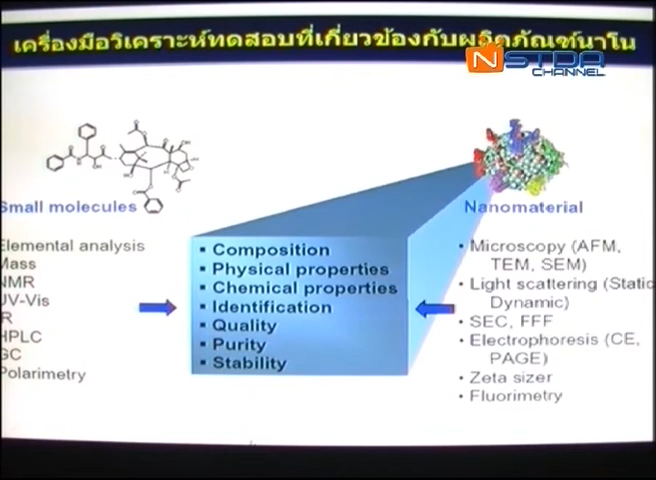 เครื่องมือวิเคราะห์ทดสอบที่เกี่ยวข้องกับผลิตภัณฑ์นาโน
NSTDA
CHANNEL
Small molecules
Elemental analysis
Mass
NMR
UV-Vis
IR
HPLC
GC
Polarimetry
▪ Composition
▪ Physical properties
▪ Chemical properties
▪ Identification
▪ Quality
▪ Purity
▪ Stability
Nanomaterial
• Microscopy (AFM,
TEM, SEM)
• Light scattering (Static
Dynamic)
• SEC, FFF
• Electrophoresis (CE,
PAGE)
• Zeta sizer
• Fluorimetry